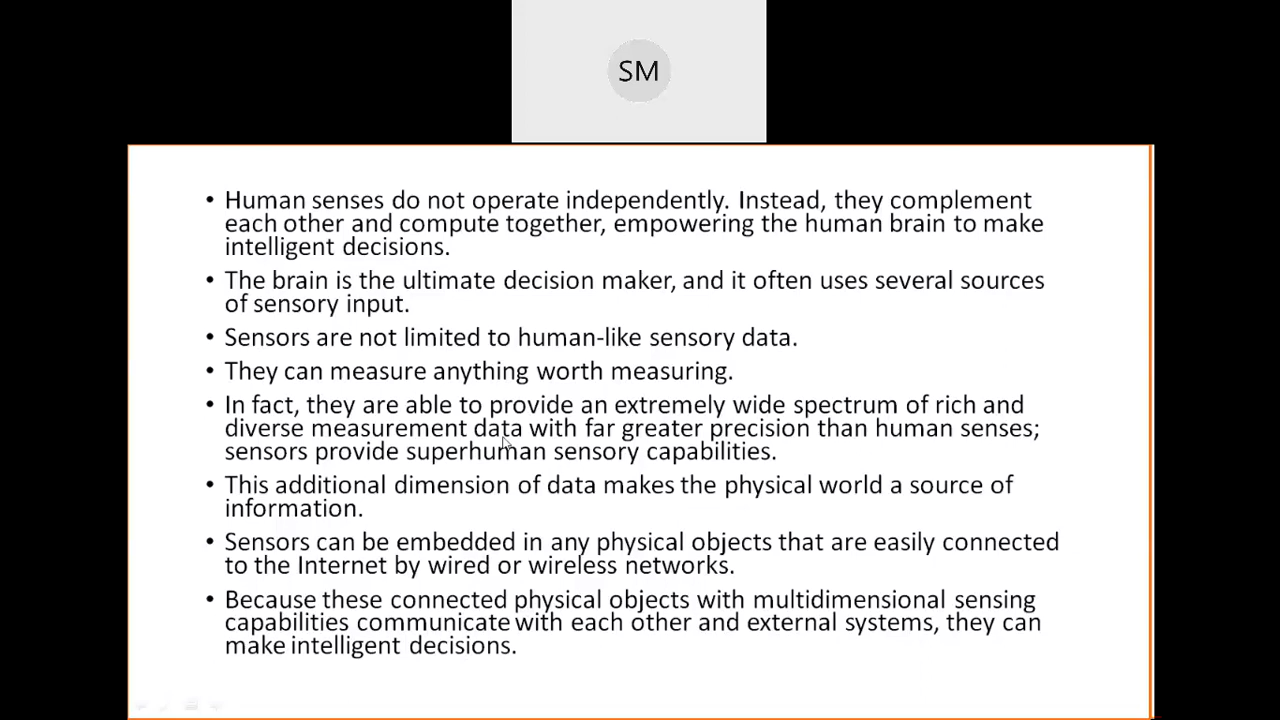 SM
• Human senses do not operate independently. Instead, they complement
each other and compute together, empowering the human brain to make
intelligent decisions.
• The brain is the ultimate decision maker, and it often uses several sources
of sensory input.
• Sensors are not limited to human-like sensory data.
• They can measure anything worth measuring.
• In fact, they are able to provide an extremely wide spectrum of rich and
diverse measurement data with far greater precision than human senses;
sensors provide superhuman sensory capabilities.
• This additional dimension of data makes the physical world a source of
information.
• Sensors can be embedded in any physical objects that are easily connected
to the Internet by wired or wireless networks.
• Because these connected physical objects with multidimensional sensing
capabilities communicate with each other and external systems, they can
make intelligent decisions.